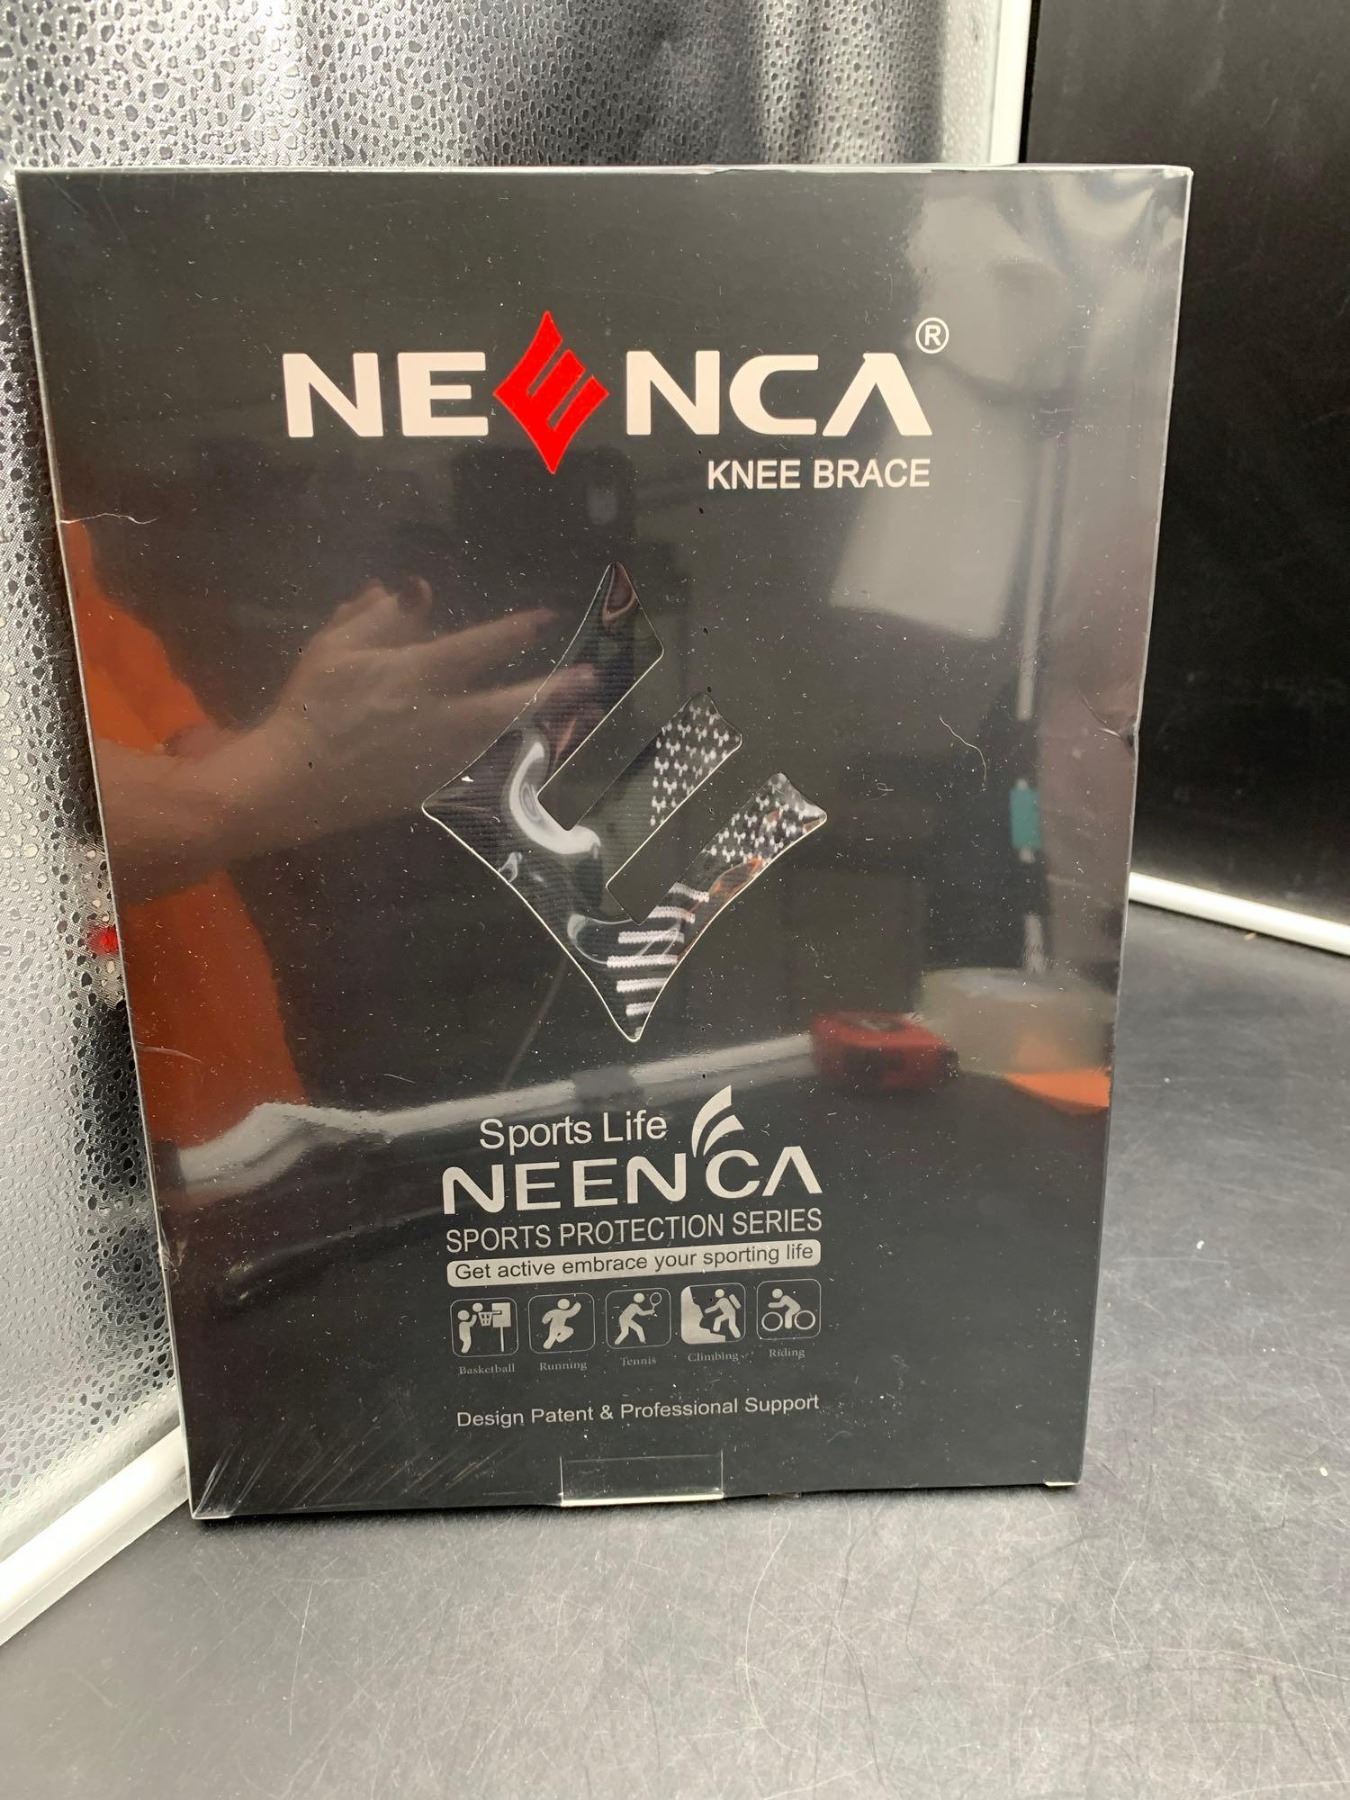 NEENCA®
KNEE BRACE
Sports Life
NEENCA
SPORTS PROTECTION SERIES
Get active embrace your sporting life
Basketball Running Tennis Climbing Riding
Design Patent & Professional Support